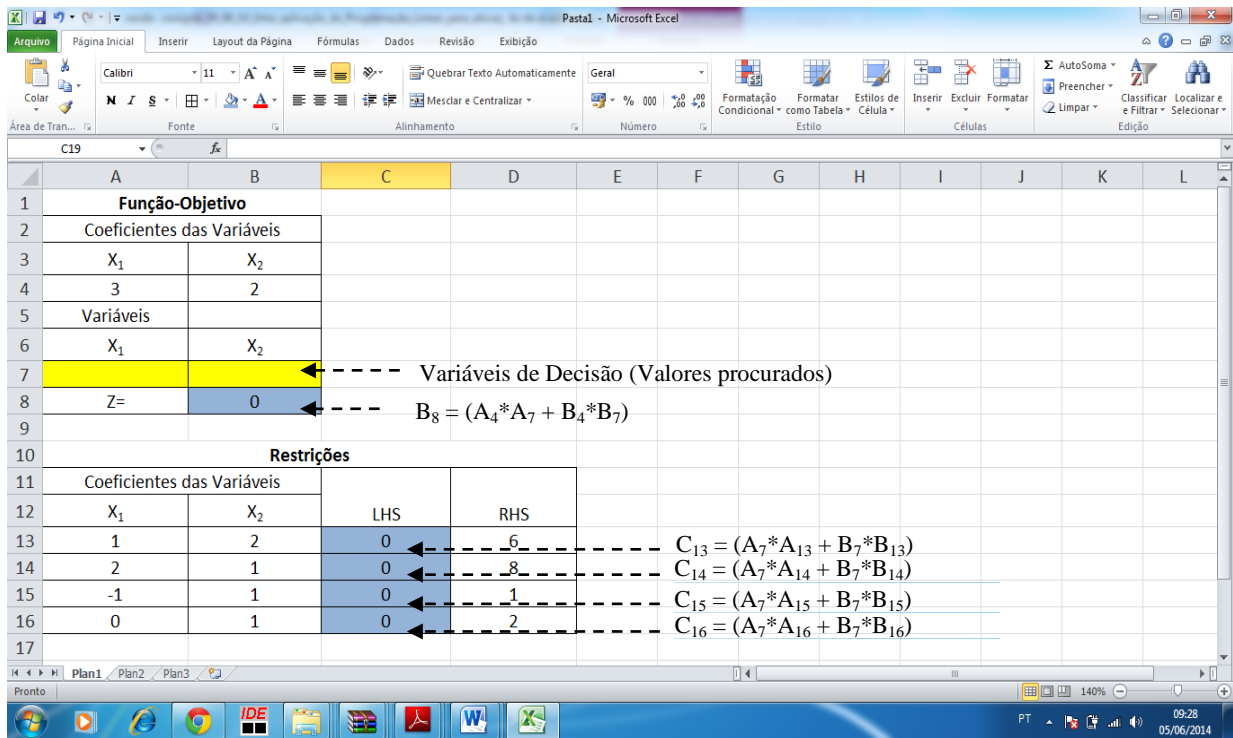 Pasta1 - Microsoft Excel
Arquivo Página Inicial Inserir Layout da Página Fórmulas Dados Revisão Exibição
Colar
Calibri 11 A A
N I S A
Quebrar Texto Automaticamente
Mesclar e Centralizar
Geral
% 000
Formatação Condicional
Formatar como Tabela
Estilos de Célula
Inserir Excluir Formatar
Σ AutoSoma
Preencher
Limpar
Classificar e Filtrar
Localizar e Selecionar
Área de Tran... Fonte Alinhamento Número Estilo Células Edição
C19 fx
A B C D E F G H I J K L
1 Função-Objetivo
2 Coeficientes das Variáveis
3 X₁ X₂
4 3 2
5 Variáveis
6 X₁ X₂
7 Variáveis de Decisão (Valores procurados)
8 Z= 0 B₈ = (A₄*A₇ + B₄*B₇)
9
10 Restrições
11 Coeficientes das Variáveis
12 X₁ X₂ LHS RHS
13 1 2 0 6 C₁₃ = (A₇*A₁₃ + B₇*B₁₃)
14 2 1 0 8 C₁₄ = (A₇*A₁₄ + B₇*B₁₄)
15 -1 1 0 1 C₁₅ = (A₇*A₁₅ + B₇*B₁₅)
16 0 1 0 2 C₁₆ = (A₇*A₁₆ + B₇*B₁₆)
17
Plan1 Plan2 Plan3
Pronto 140%
IDE
PT 09:28
05/06/2014